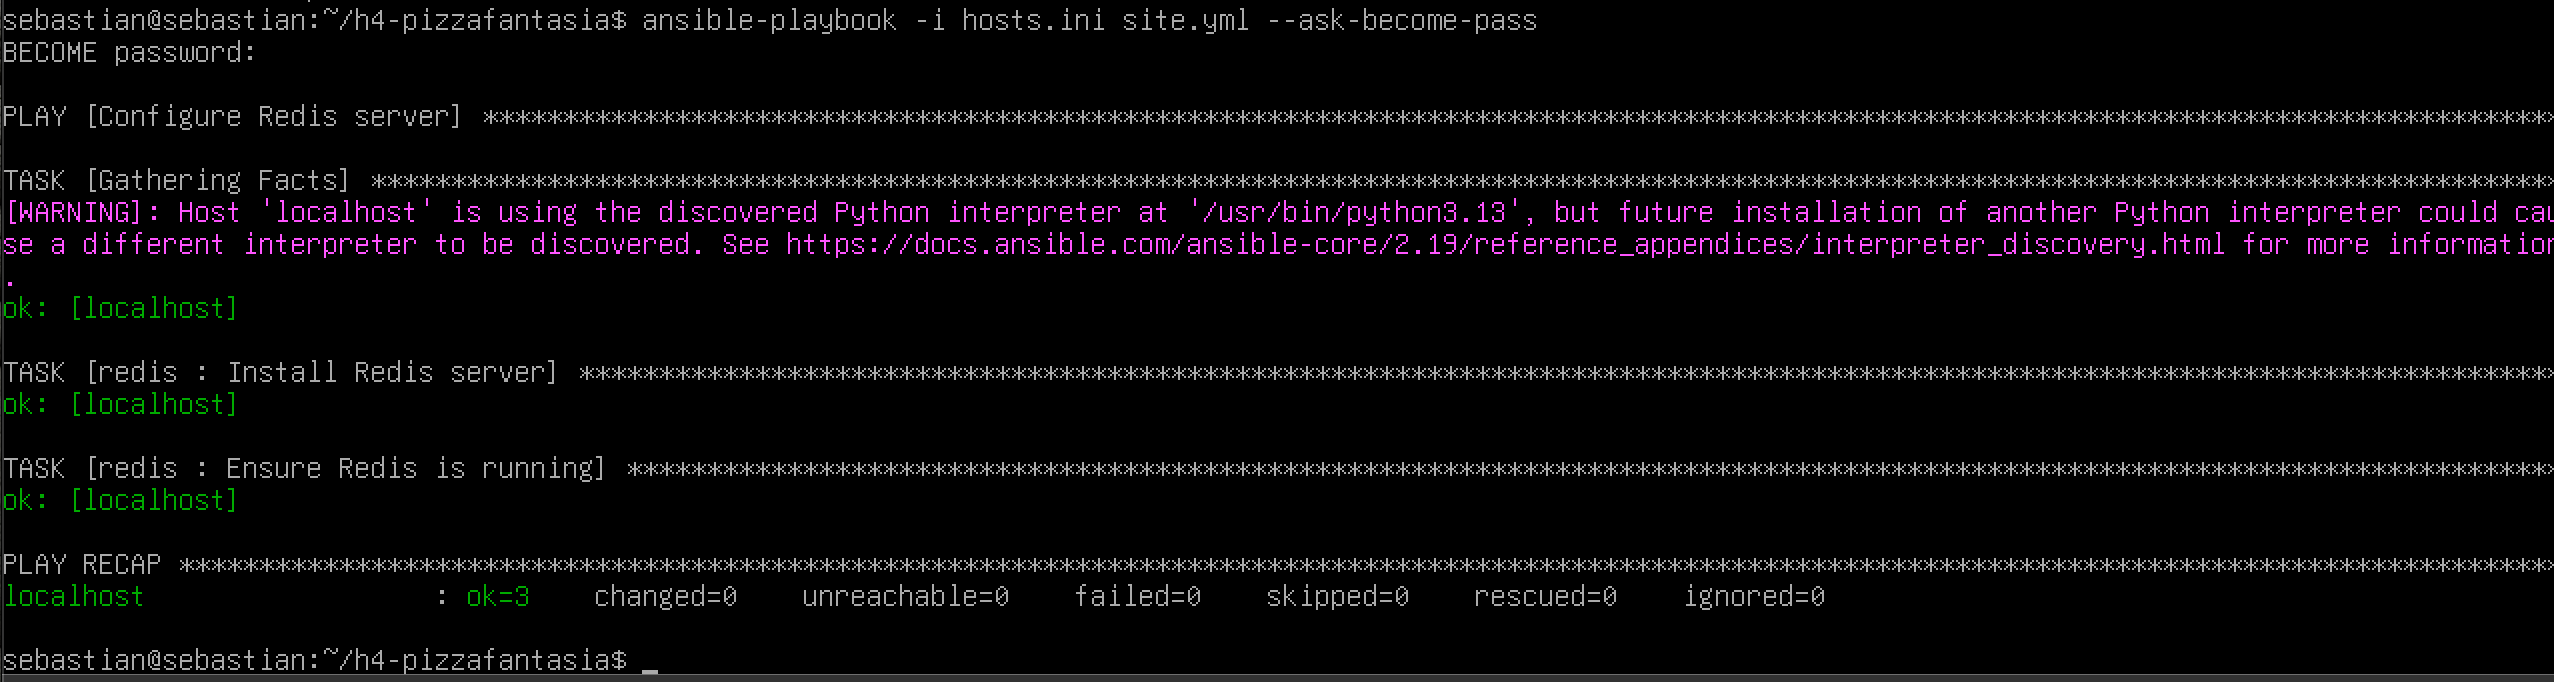 sebastian@sebastian:~/h4-pizzafantasia$ ansible-playbook -i hosts.ini site.yml --ask-become-pass
BECOME password:
PLAY [Configure Redis server] **********************************************************************************************************************************
TASK [Gathering Facts] *****************************************************************************************************************************************
[WARNING]: Host 'localhost' is using the discovered Python interpreter at '/usr/bin/python3.13', but future installation of another Python interpreter could cau
se a different interpreter to be discovered. See https://docs.ansible.com/ansible-core/2.19/reference_appendices/interpreter_discovery.html for more information
.
ok: [localhost]
TASK [redis : Install Redis server] ****************************************************************************************************************************
ok: [localhost]
TASK [redis : Ensure Redis is running] *************************************************************************************************************************
ok: [localhost]
PLAY RECAP *****************************************************************************************************************************************************
localhost                  : ok=3    changed=0    unreachable=0    failed=0    skipped=0    rescued=0    ignored=0
sebastian@sebastian:~/h4-pizzafantasia$ _